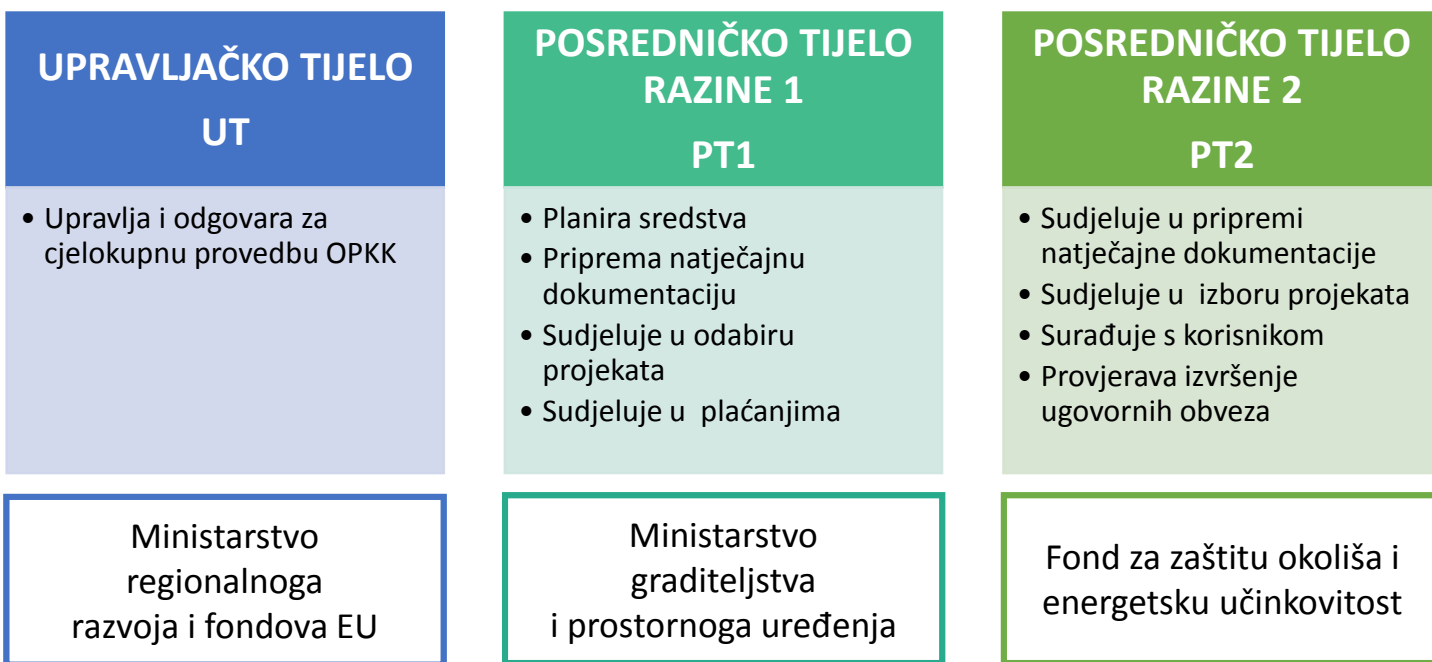 UPRAVLJAČKO TIJELO
UT
• Upravlja i odgovara za
cjelokupnu provedbu OPKK
Ministarstvo
regionalnoga
razvoja i fondova EU
POSREDNIČKO TIJELO
RAZINE 1
PT1
• Planira sredstva
• Priprema natječajnu
dokumentaciju
• Sudjeluje u odabiru
projekata
• Sudjeluje u plaćanjima
Ministarstvo
graditeljstva
i prostornoga uređenja
POSREDNIČKO TIJELO
RAZINE 2
PT2
• Sudjeluje u pripremi
natječajne dokumentacije
• Sudjeluje u izboru projekata
• Surađuje s korisnikom
• Provjerava izvršenje
ugovornih obveza
Fond za zaštitu okoliša i
energetsku učinkovitost